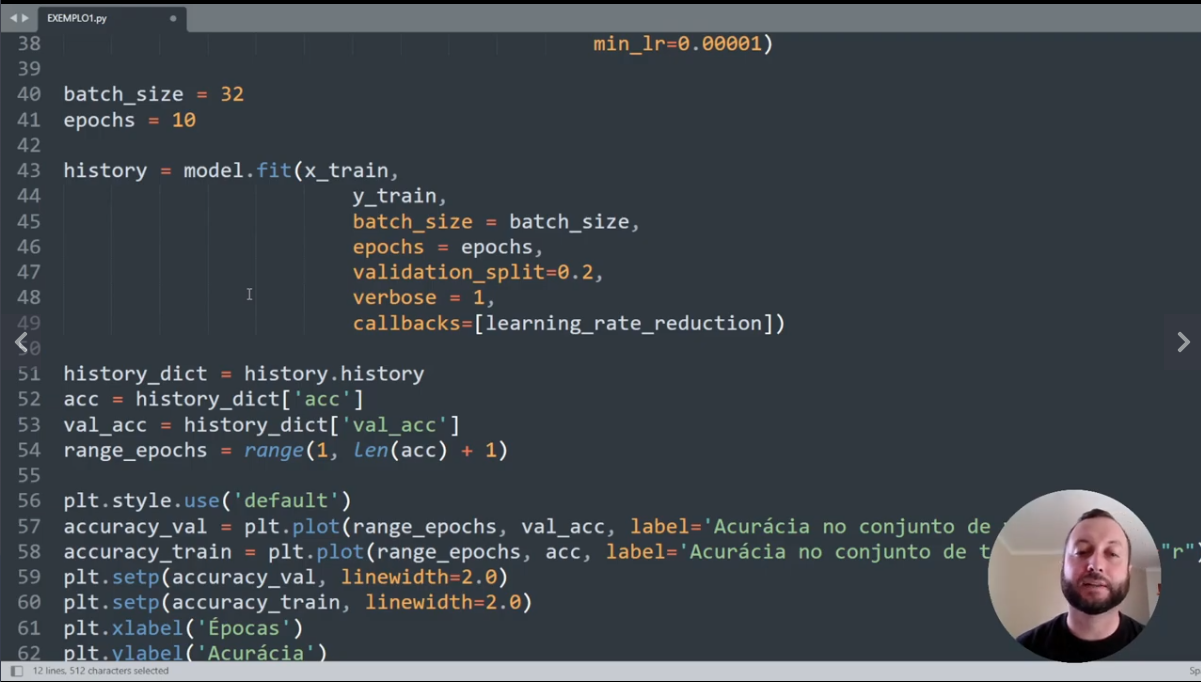 EXEMPLO1.py
38 min_lr=0.00001)
39
40 batch_size = 32
41 epochs = 10
42
43 history = model.fit(x_train,
44 y_train,
45 batch_size = batch_size,
46 epochs = epochs,
47 validation_split=0.2,
48 verbose = 1,
49 callbacks=[learning_rate_reduction])
50
51 history_dict = history.history
52 acc = history_dict['acc']
53 val_acc = history_dict['val_acc']
54 range_epochs = range(1, len(acc) + 1)
55
56 plt.style.use('default')
57 accuracy_val = plt.plot(range_epochs, val_acc, label='Acurácia no conjunto de
58 accuracy_train = plt.plot(range_epochs, acc, label='Acurácia no conjunto de t "r")
59 plt.setp(accuracy_val, linewidth=2.0)
60 plt.setp(accuracy_train, linewidth=2.0)
61 plt.xlabel('Épocas')
62 plt.ylabel('Acurácia')
12 lines, 512 characters selected